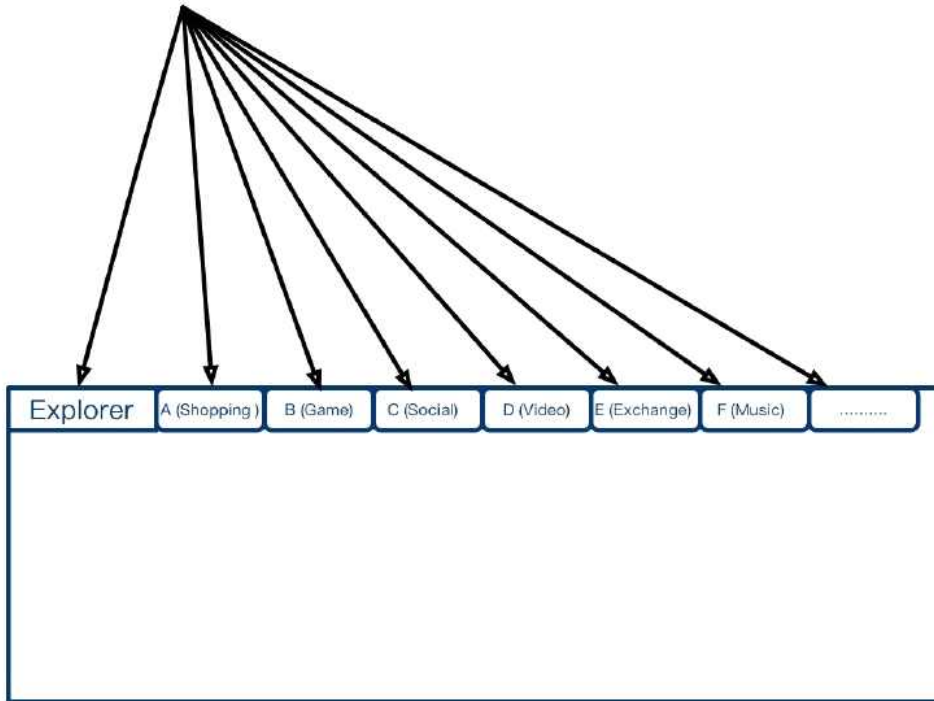 Explorer A (Shopping ) B (Game) C (Social) D (Video) E (Exchange) F (Music) ..........